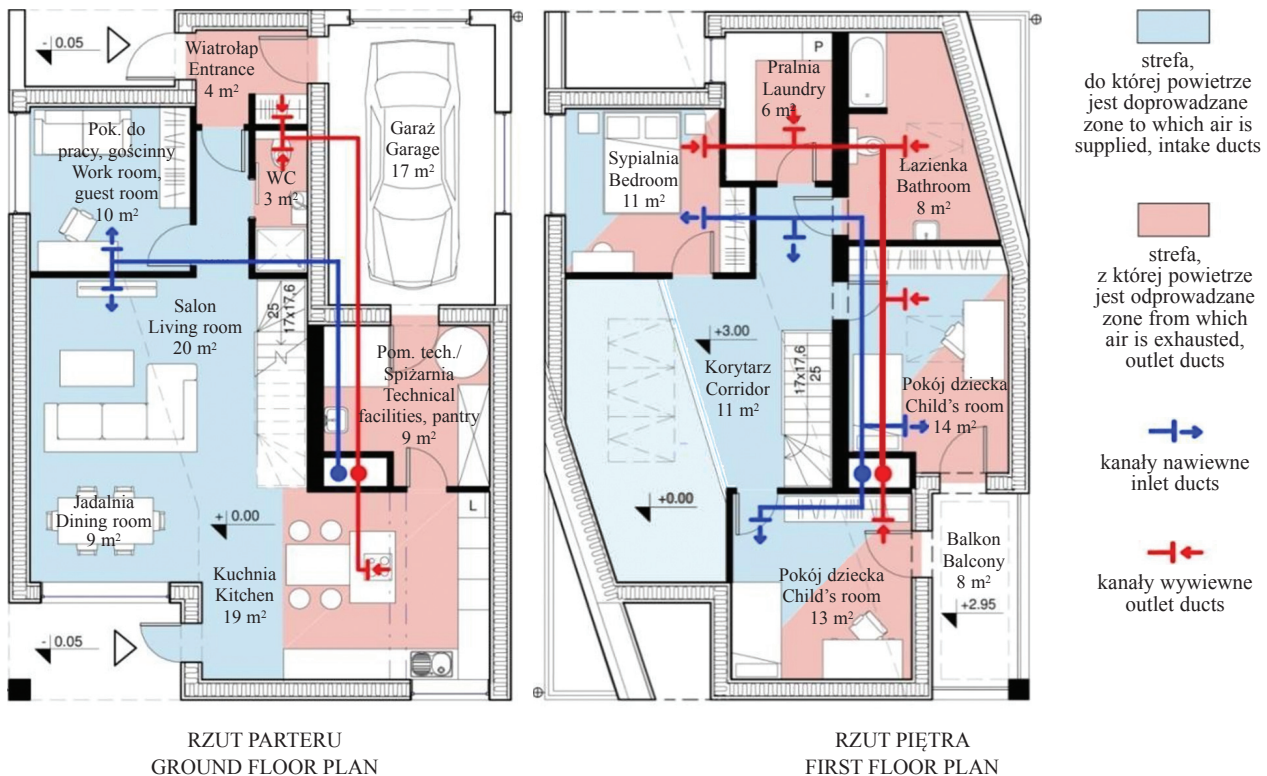 - 0.05
Wiatrołap
Entrance
4 m²
Pok. do
pracy, gościnny
Work room,
guest room
10 m²
WC
3 m²
Garaż
Garage
17 m²
Salon
Living room
20 m²
25
17x17,6
Pom. tech./
Spiżarnia
Technical
facilities, pantry
9 m²
Jadalnia
Dining room
9 m²
+ 0.00
L
Kuchnia
Kitchen
19 m²
- 0.05
RZUT PARTERU
GROUND FLOOR PLAN
P
Pralnia
Laundry
6 m²
Sypialnia
Bedroom
11 m²
Łazienka
Bathroom
8 m²
+3.00
Korytarz
Corridor
11 m²
17x17,6
25
Pokój dziecka
Child's room
14 m²
+0.00
Pokój dziecka
Child's room
13 m²
Balkon
Balcony
8 m²
+2.95
RZUT PIĘTRA
FIRST FLOOR PLAN
strefa,
do której powietrze
jest doprowadzane
zone to which air is
supplied, intake ducts
strefa,
z której powietrze
jest odprowadzane
zone from which
air is exhausted,
outlet ducts
kanały nawiewne
inlet ducts
kanały wywiewne
outlet ducts